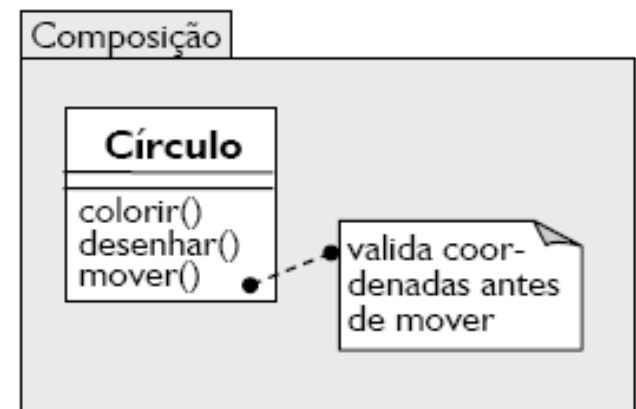 Composição
Círculo
colorir()
desenhar()
mover()
valida coor-
denadas antes
de mover